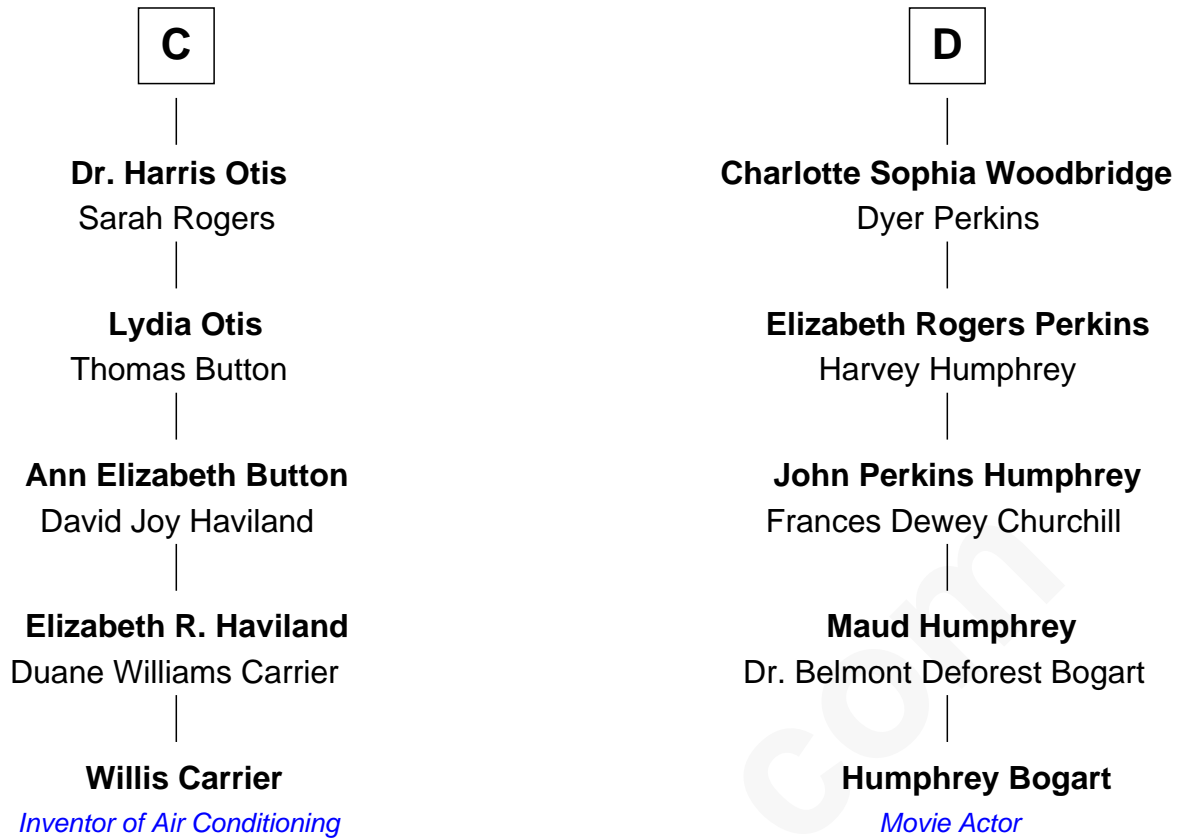 C
Dr. Harris Otis
Sarah Rogers
Lydia Otis
Thomas Button
Ann Elizabeth Button
David Joy Haviland
Elizabeth R. Haviland
Duane Williams Carrier
Willis Carrier
Inventor of Air Conditioning
D
Charlotte Sophia Woodbridge
Dyer Perkins
Elizabeth Rogers Perkins
Harvey Humphrey
John Perkins Humphrey
Frances Dewey Churchill
Maud Humphrey
Dr. Belmont Deforest Bogart
Humphrey Bogart
Movie Actor
com